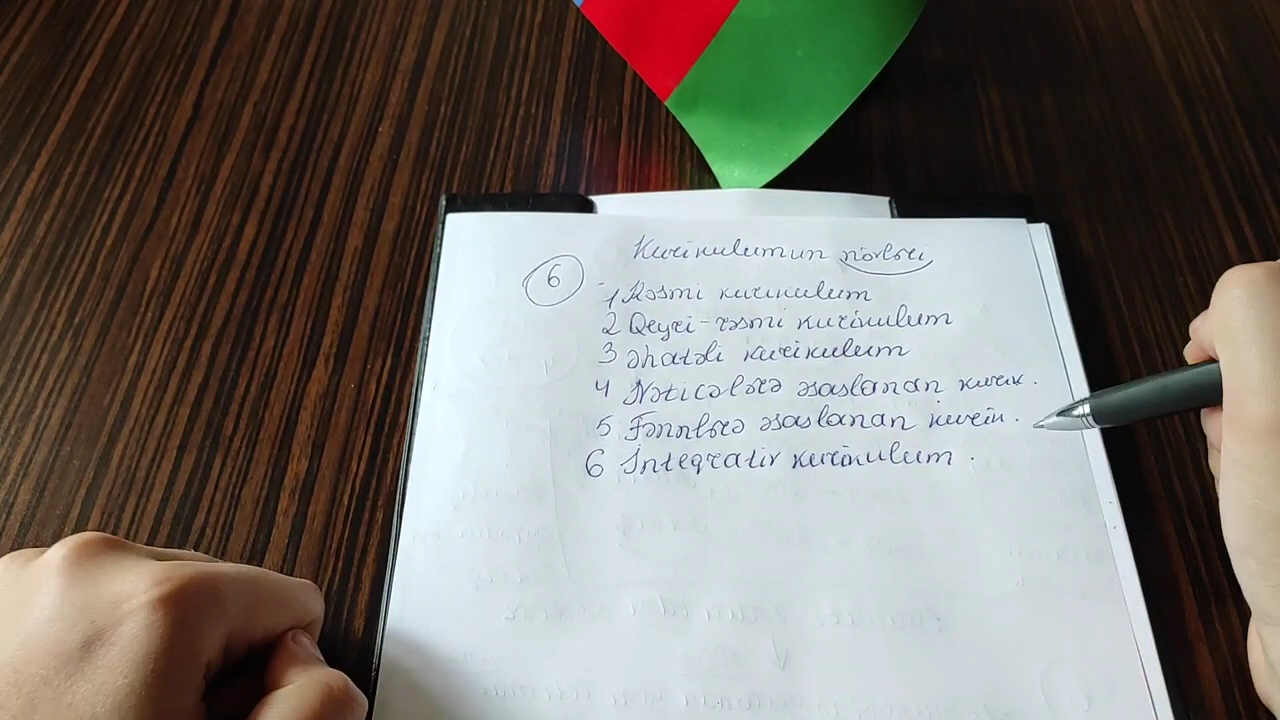 Kurikulumun növləri
6
1 Rəsmi kurikulum
2 Qeyri-rəsmi kurikulum
3 Əhatəli kurikulum
4 Nəticələrə əsaslanan kurik.
5 Fənnlərə əsaslanan kurik.
6 İnteqrativ kurikulum.